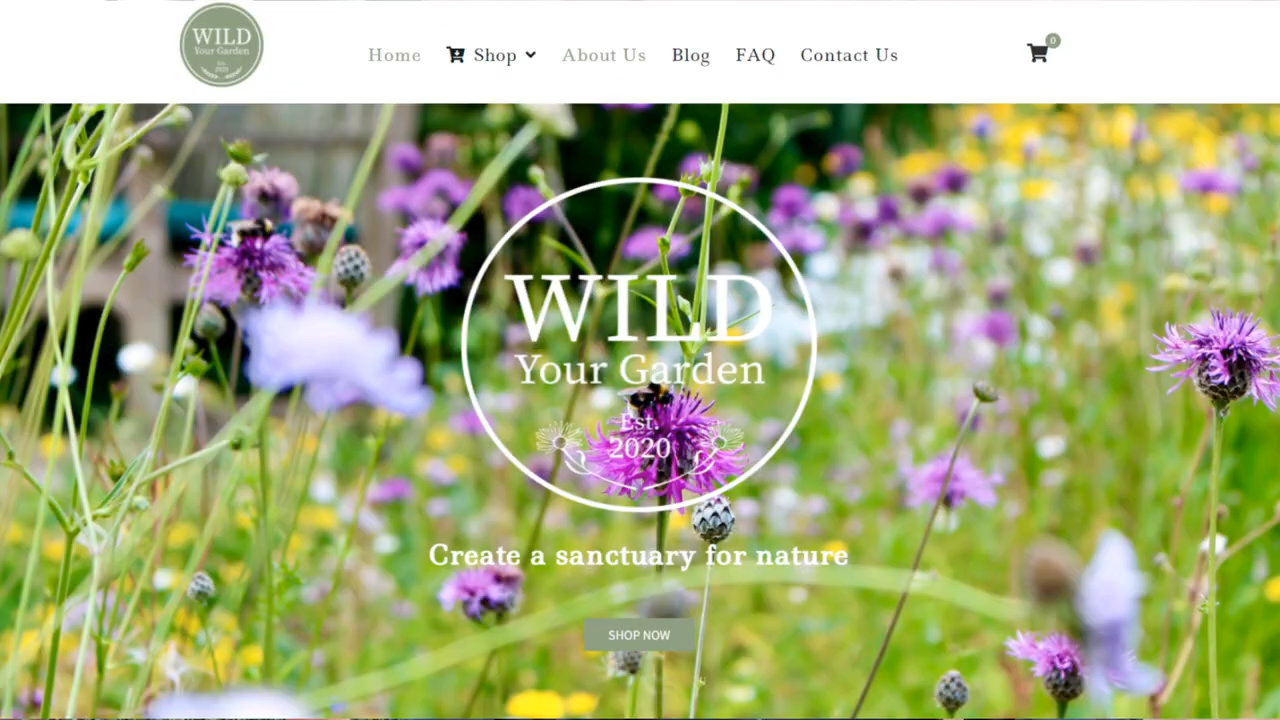 WILD
Your Garden
Est.
2022
Home Shop About Us Blog FAQ Contact Us
0
WILD
Your Garden
Est.
2020
Create a sanctuary for nature
SHOP NOW